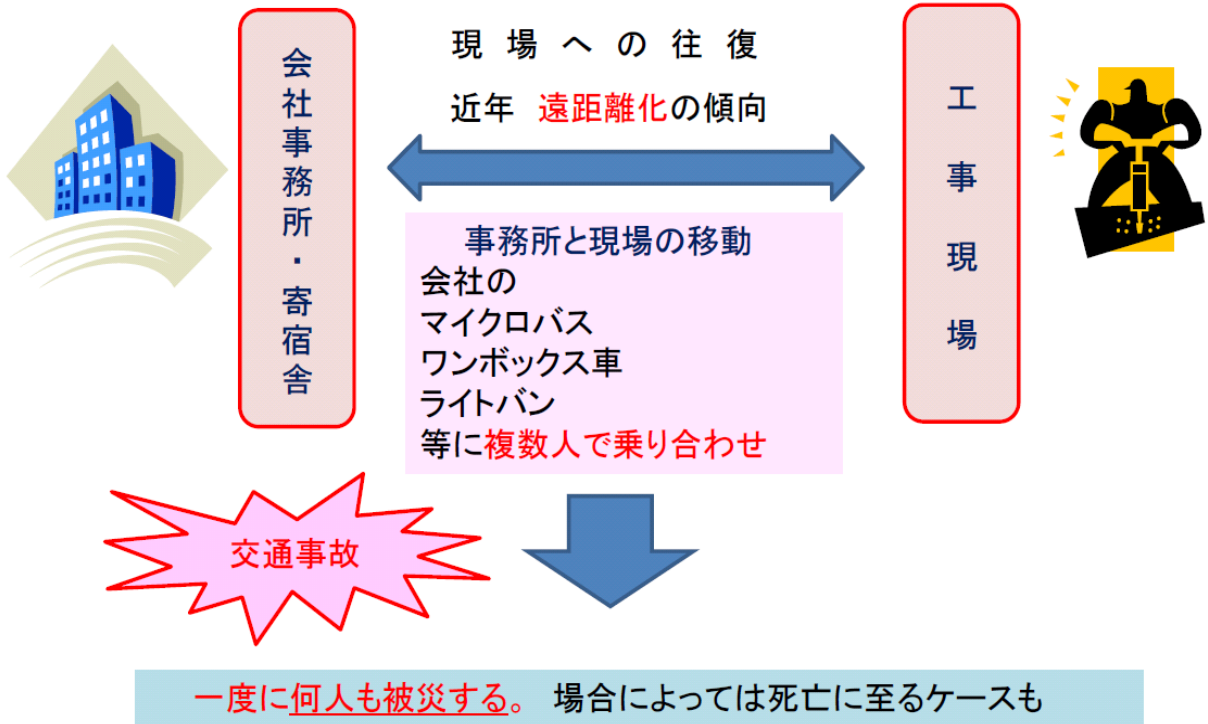 会社事務所・寄宿舎
現場への往復
近年 遠距離化の傾向
工事現場
事務所と現場の移動
会社の
マイクロバス
ワンボックス車
ライトバン
等に複数人で乗り合わせ
交通事故
一度に何人も被災する。 場合によっては死亡に至るケースも